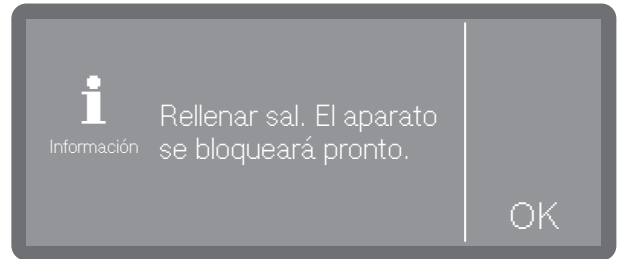 Rellenar sal. El aparato
se bloqueará pronto.
Información
OK